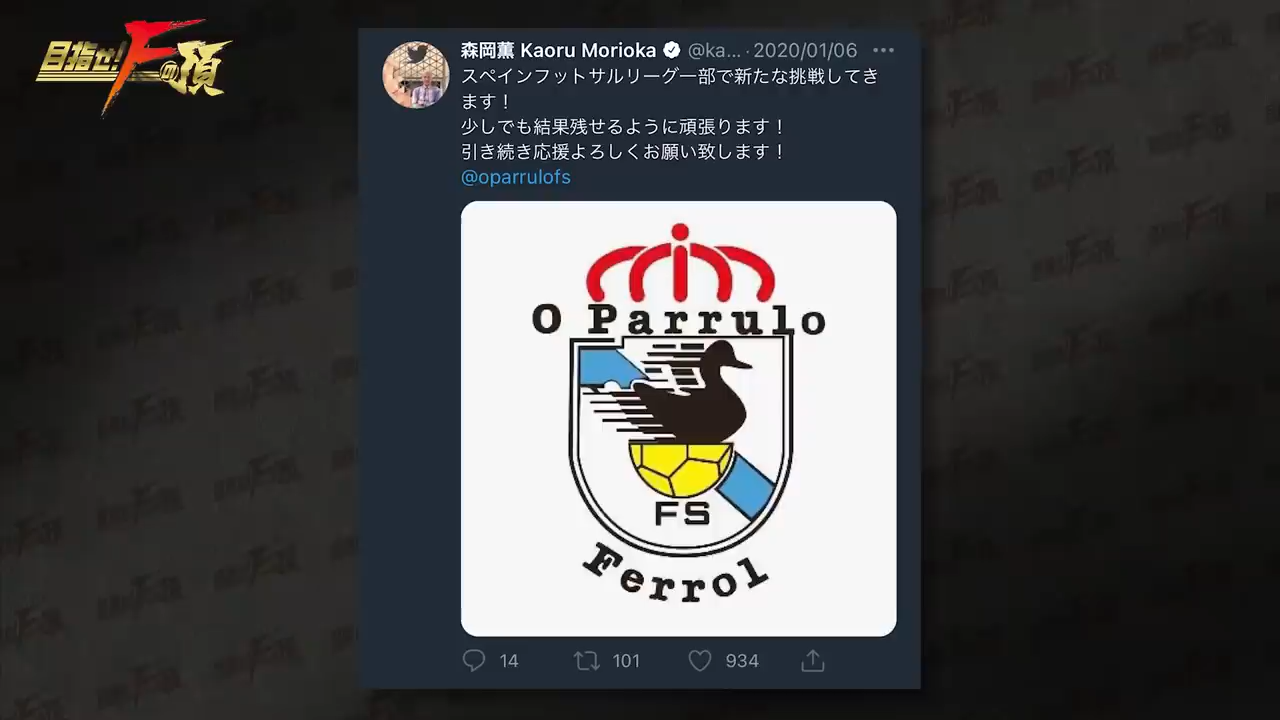 目指せ!Fの頂
森岡薫 Kaoru Morioka @ka... · 2020/01/06
スペインフットサルリーグ一部で新たな挑戦してき
ます！
少しでも結果残せるように頑張ります！
引き続き応援よろしくお願い致します！
@oparrulofs
O Parrulo
FS
Ferrol
14 101 934